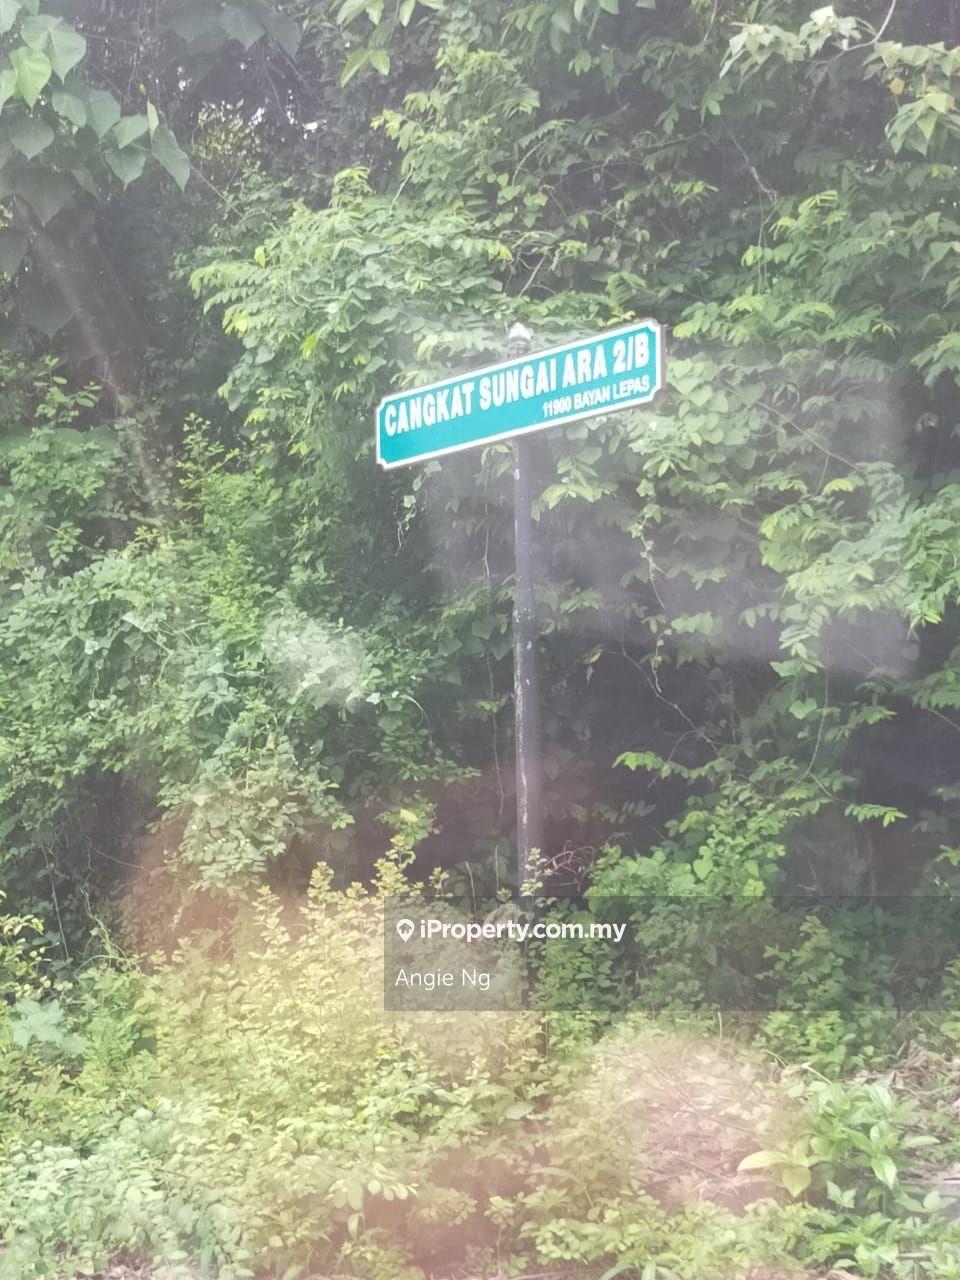 CANGKAT SUNGAI ARA 2/B
11900 BAYAN LEPAS
iProperty.com.my
Angie Ng